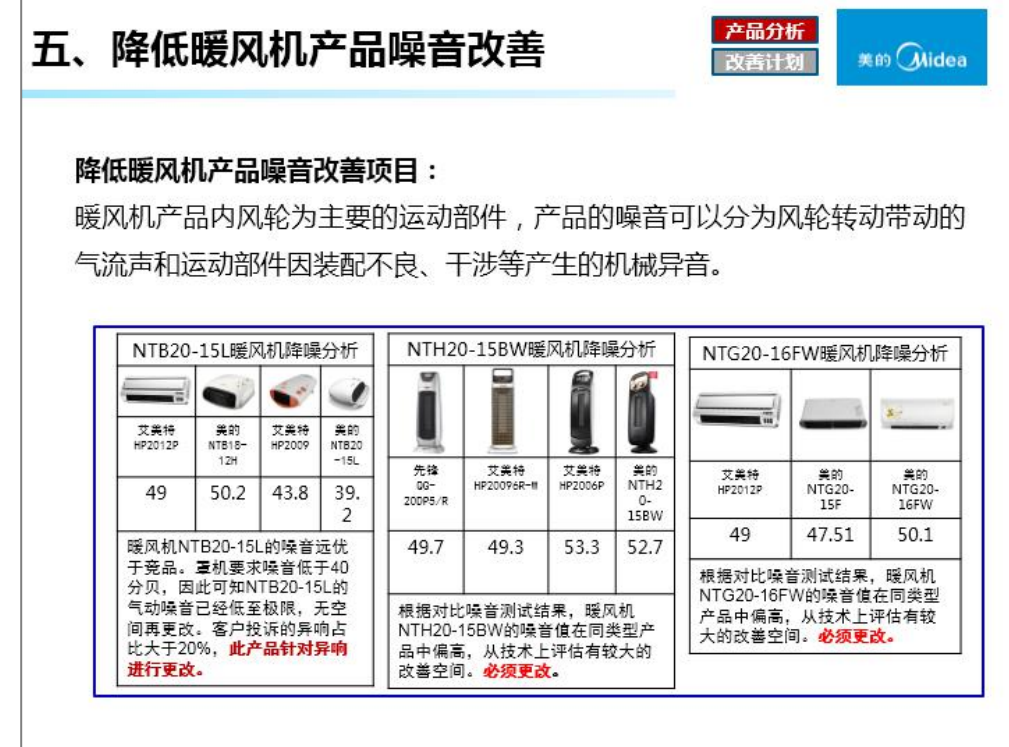 五、降低暖风机产品噪音改善
产品分析
改善计划
美的 Midea
降低暖风机产品噪音改善项目：
暖风机产品内风轮为主要的运动部件，产品的噪音可以分为风轮转动带动的
气流声和运动部件因装配不良、干涉等产生的机械异音。
NTB20-15L暖风机降噪分析
艾美特
HP2012P
美的
NTB18-
12H
艾美特
HP2009
美的
NTB20
-15L
49
50.2
43.8
39.
2
暖风机NTB20-15L的噪音远优
于竞品。罩机要求噪音低于40
分贝，因此可知NTB20-15L的
气动噪音已经低至极限，无空
间再更改。客户投诉的异响占
比大于20%，此产品针对异响
进行更改。
NTH20-15BW暖风机降噪分析
先锋
QG-
20DP5/R
艾美特
HP20096R-W
艾美特
HP2006P
美的
NTH2
0-
15BW
49.7
49.3
53.3
52.7
根据对比噪音测试结果，暖风机
NTH20-15BW的噪音值在同类型产
品中偏高，从技术上评估有较大的
改善空间。必须更改。
NTG20-16FW暖风机降噪分析
艾美特
HP2012P
美的
NTG20-
15F
美的
NTG20-
16FW
49
47.51
50.1
根据对比噪音测试结果，暖风机
NTG20-16FW的噪音值在同类型
产品中偏高，从技术上评估有较
大的改善空间。必须更改。